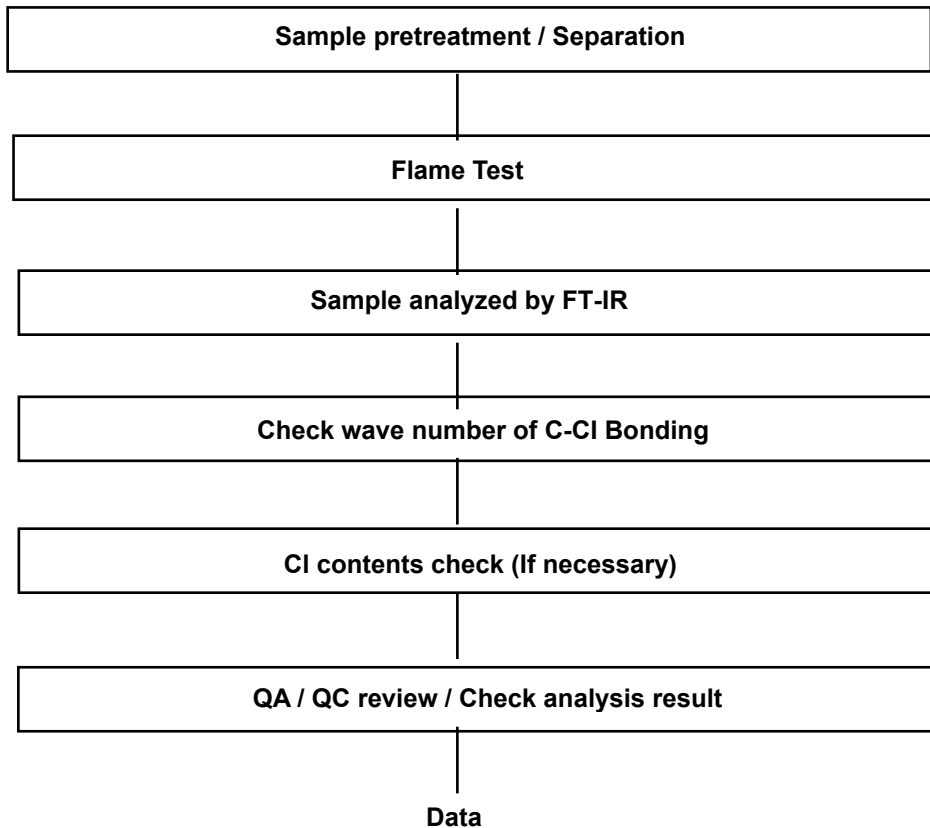 Sample pretreatment / Separation
Flame Test
Sample analyzed by FT-IR
Check wave number of C-Cl Bonding
Cl contents check (If necessary)
QA / QC review / Check analysis result
Data